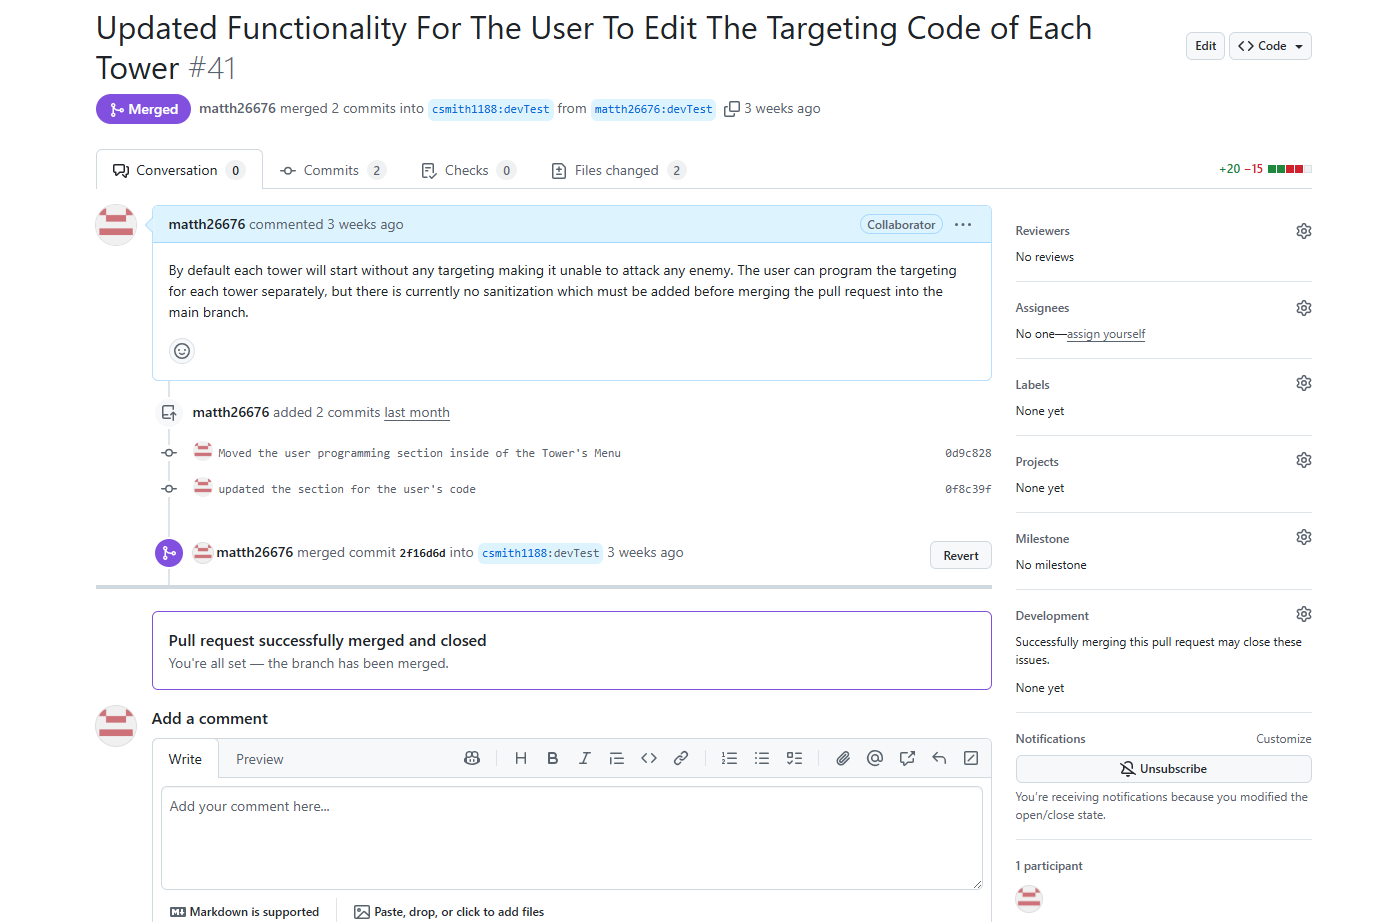 Updated Functionality For The User To Edit The Targeting Code of Each
Tower #41
Edit
Code
Merged
matth26676 merged 2 commits into csmith1188:devTest from matth26676:devTest 3 weeks ago
Conversation 0
Commits 2
Checks 0
Files changed 2
+20 −15
matth26676 commented 3 weeks ago
Collaborator
By default each tower will start without any targeting making it unable to attack any enemy. The user can program the targeting
for each tower separately, but there is currently no sanitization which must be added before merging the pull request into the
main branch.
matth26676 added 2 commits last month
Moved the user programming section inside of the Tower's Menu
0d9c828
updated the section for the user's code
0f8c39f
matth26676 merged commit 2f16d6d into csmith1188:devTest 3 weeks ago
Revert
Pull request successfully merged and closed
You're all set — the branch has been merged.
Add a comment
Write
Preview
Add your comment here...
Markdown is supported
Paste, drop, or click to add files
Reviewers
No reviews
Assignees
No one—assign yourself
Labels
None yet
Projects
None yet
Milestone
No milestone
Development
Successfully merging this pull request may close these
issues.
None yet
Notifications
Customize
Unsubscribe
You're receiving notifications because you modified the
open/close state.
1 participant